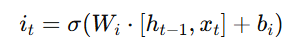 i_t = σ(W_i · [h_{t−1}, x_t] + b_i)